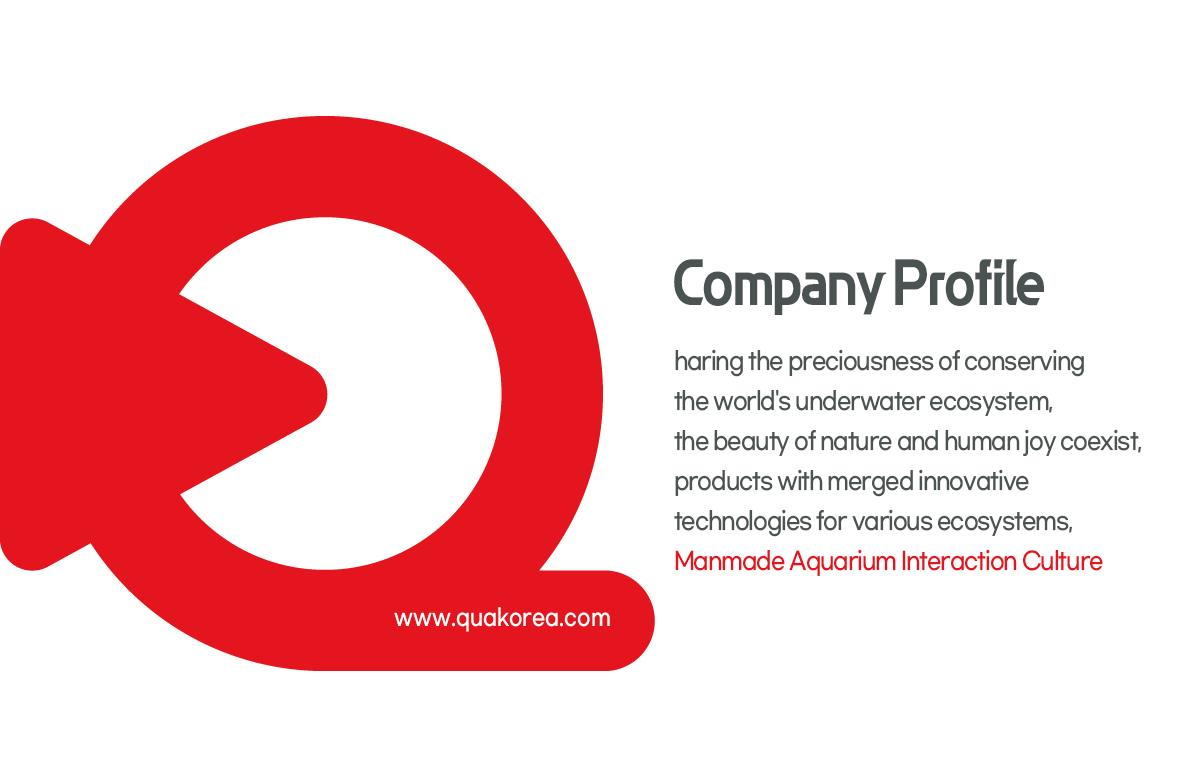 Company Profile
haring the preciousness of conserving
the world's underwater ecosystem,
the beauty of nature and human joy coexist,
products with merged innovative
technologies for various ecosystems,
Manmade Aquarium Interaction Culture
www.quakorea.com